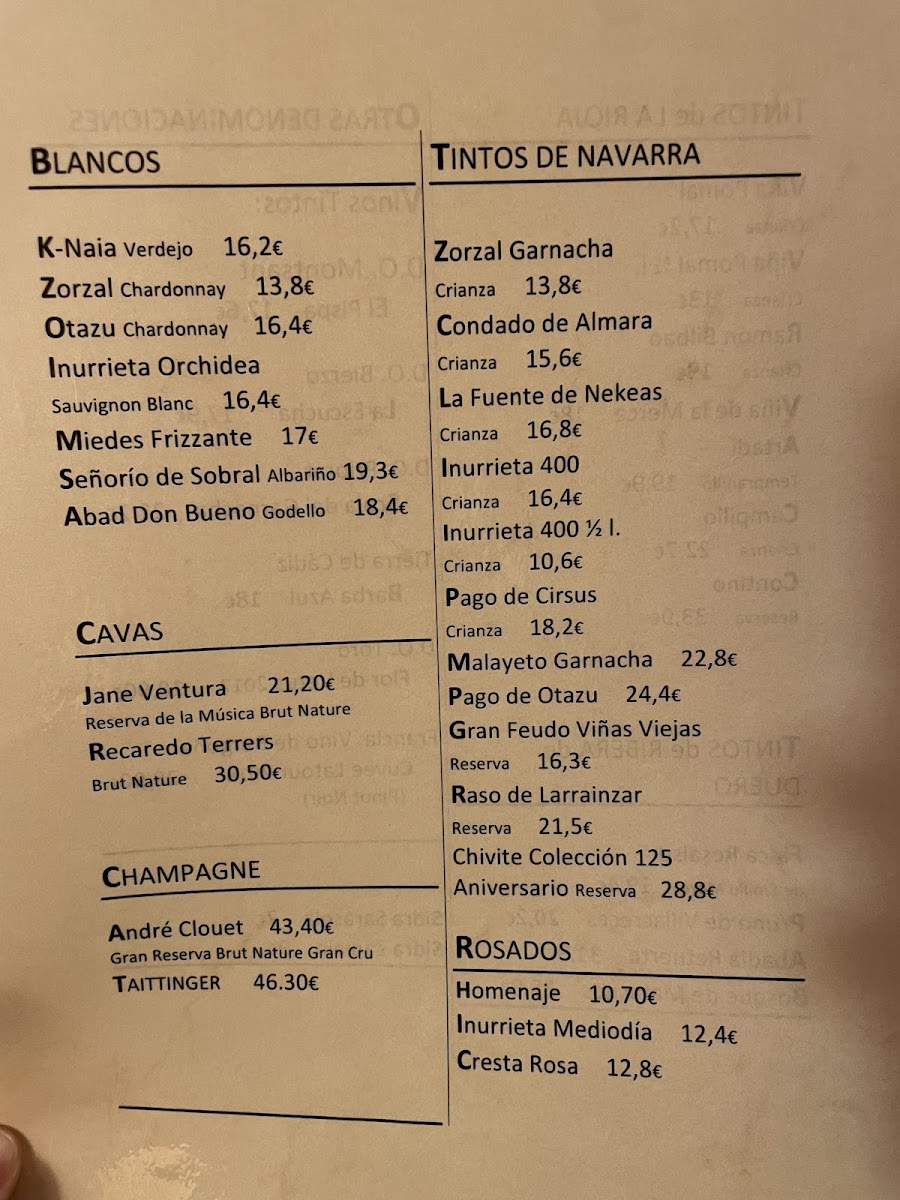 BLANCOS
K-Naia Verdejo 16,2€
Zorzal Chardonnay 13,8€
Otazu Chardonnay 16,4€
Inurrieta Orchidea
Sauvignon Blanc 16,4€
Miedes Frizzante 17€
Señorío de Sobral Albariño 19,3€
Abad Don Bueno Godello 18,4€
CAVAS
Jane Ventura 21,20€
Reserva de la Música Brut Nature
Recaredo Terrers
Brut Nature 30,50€
CHAMPAGNE
André Clouet 43,40€
Gran Reserva Brut Nature Gran Cru
TAITTINGER 46.30€
TINTOS DE NAVARRA
Zorzal Garnacha
Crianza 13,8€
Condado de Almara
Crianza 15,6€
La Fuente de Nekeas
Crianza 16,8€
Inurrieta 400
Crianza 16,4€
Inurrieta 400 ½ l.
Crianza 10,6€
Pago de Cirsus
Crianza 18,2€
Malayeto Garnacha 22,8€
Pago de Otazu 24,4€
Gran Feudo Viñas Viejas
Reserva 16,3€
Raso de Larrainzar
Reserva 21,5€
Chivite Colección 125
Aniversario Reserva 28,8€
ROSADOS
Homenaje 10,70€
Inurrieta Mediodía 12,4€
Cresta Rosa 12,8€